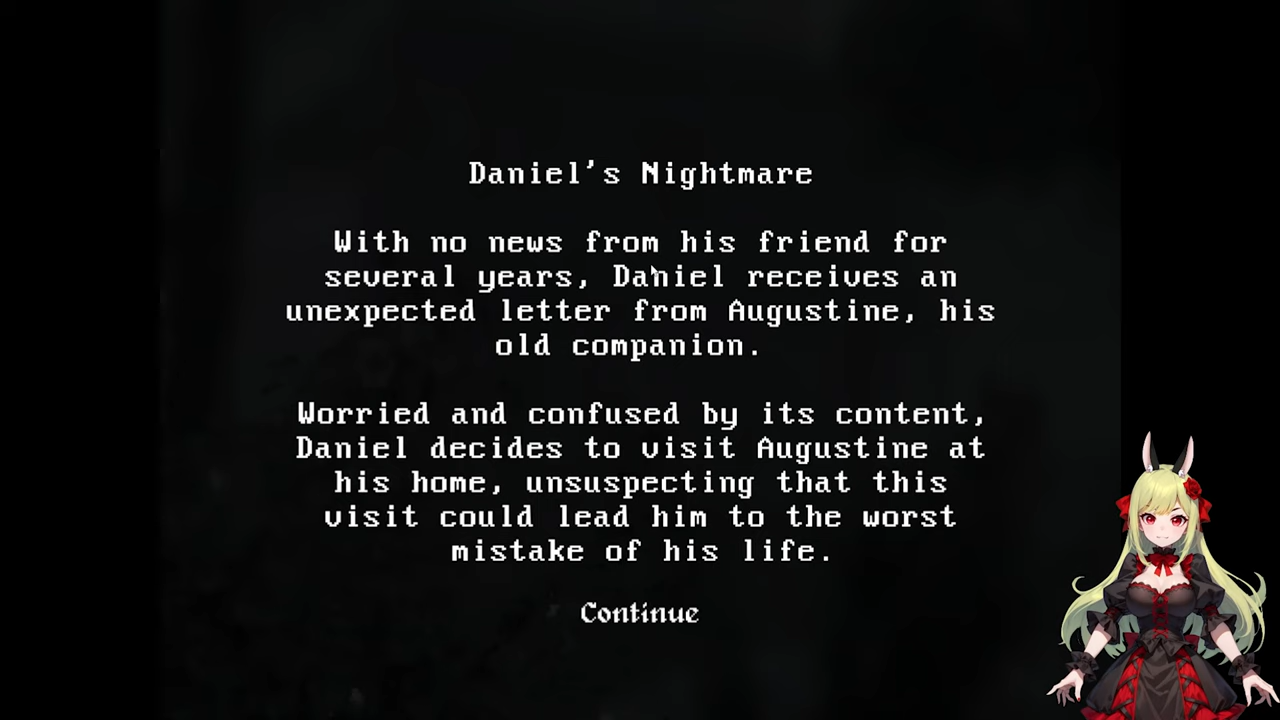 Daniel's Nightmare
With no news from his friend for
several years, Daniel receives an
unexpected letter from Augustine, his
old companion.
Worried and confused by its content,
Daniel decides to visit Augustine at
his home, unsuspecting that this
visit could lead him to the worst
mistake of his life.
Continue